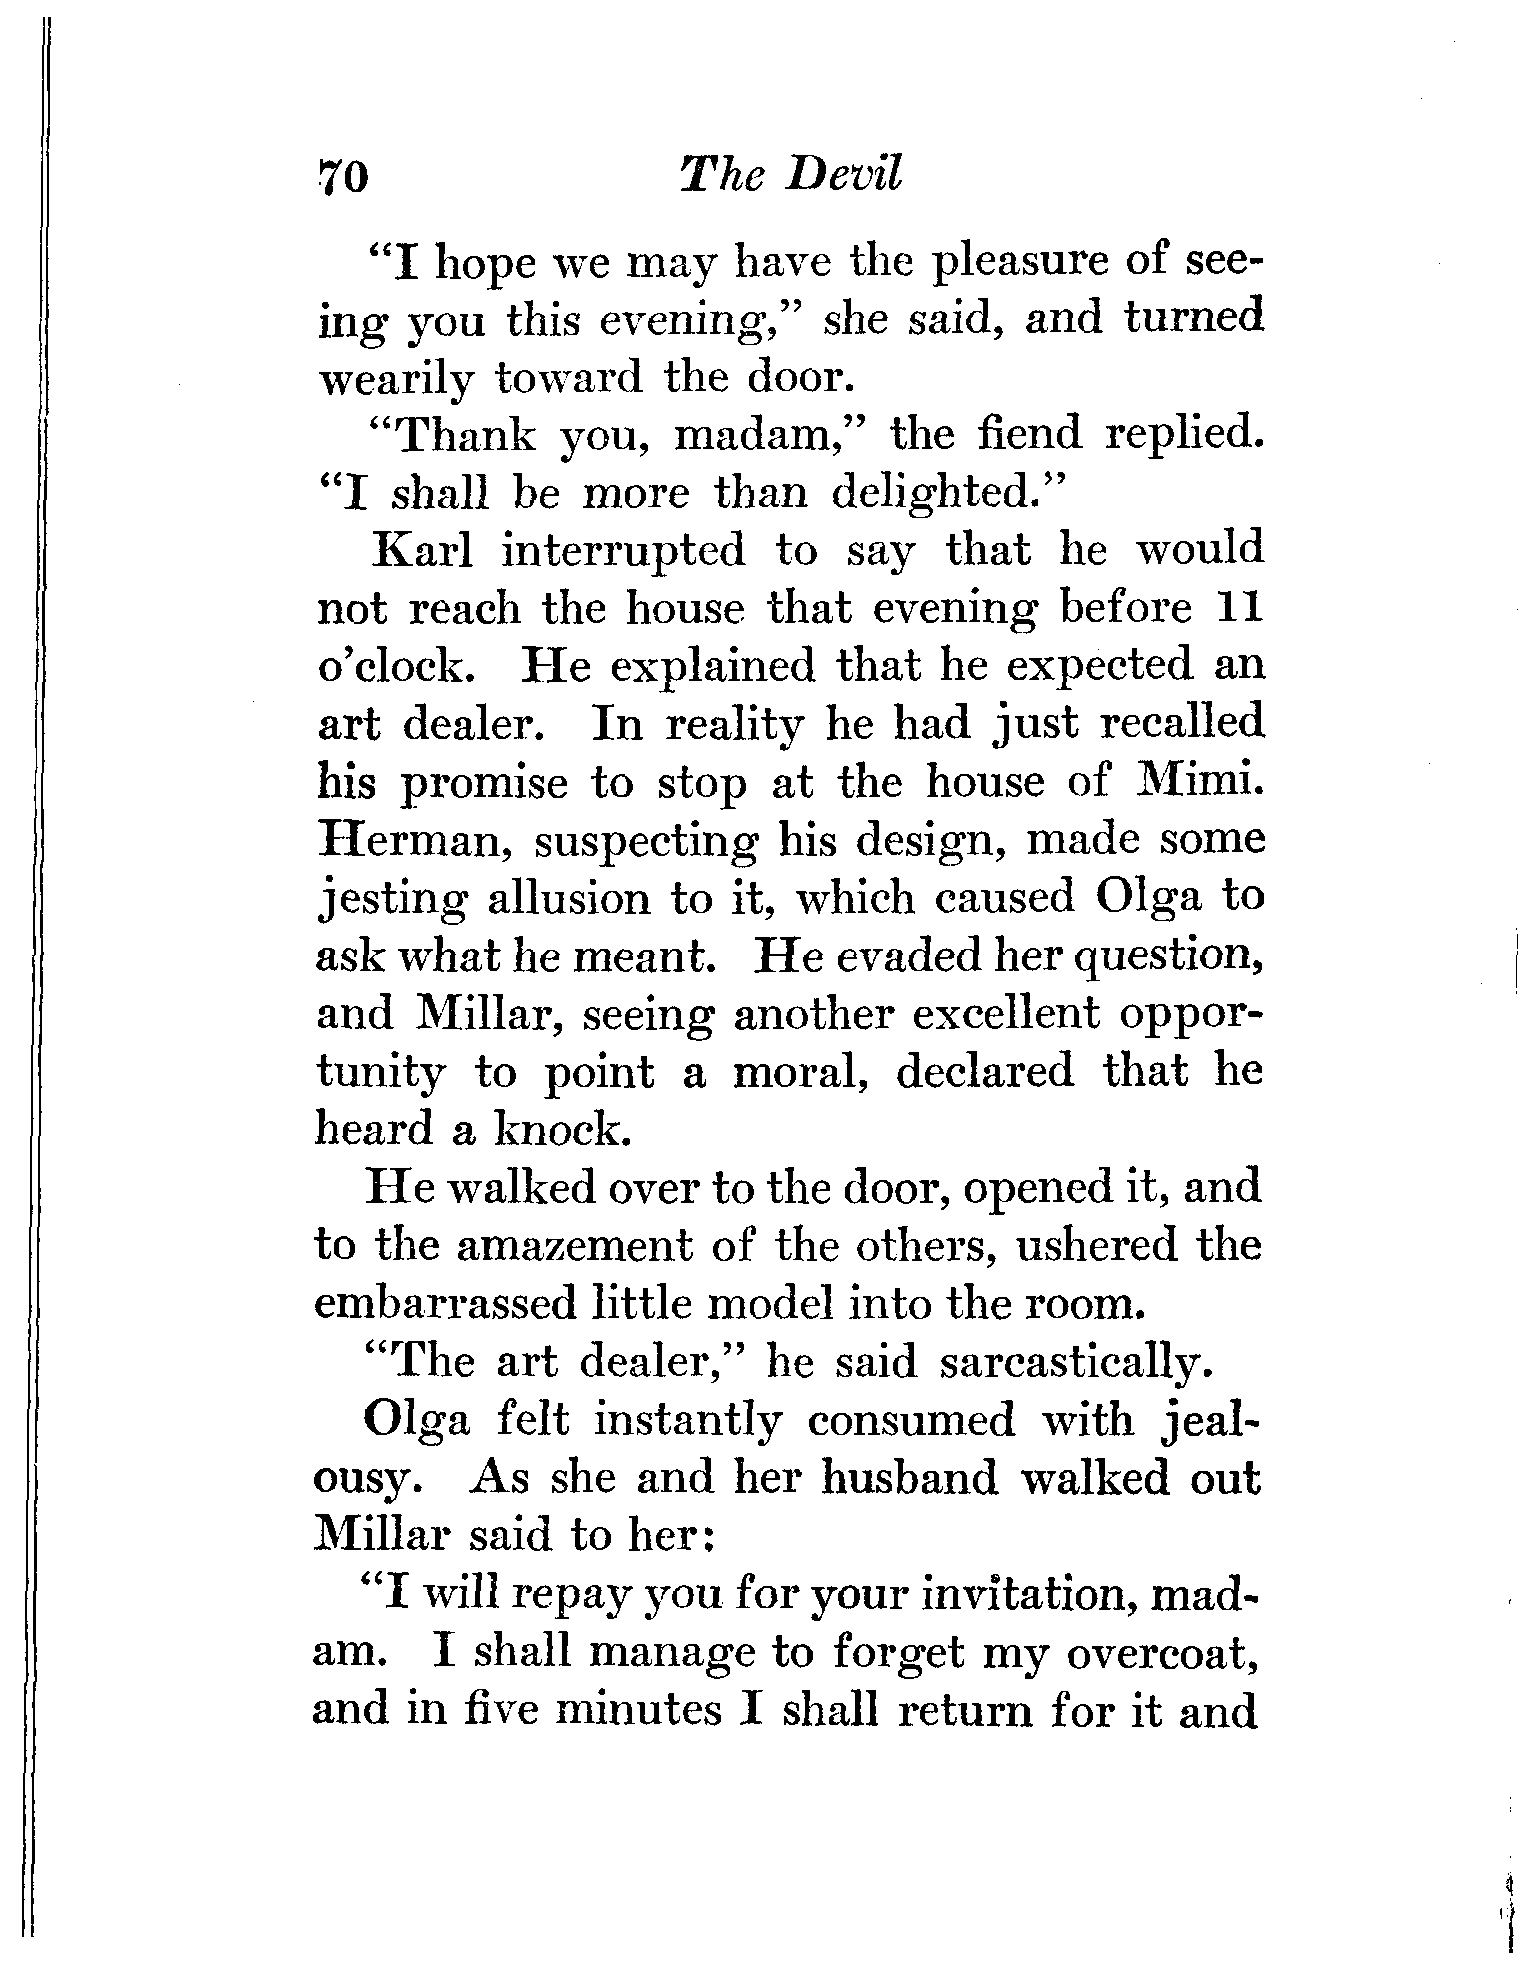 70 The Devil
“I hope we may have the pleasure of see-
ing you this evening,” she said, and turned
wearily toward the door.
“Thank you, madam,” the fiend replied.
“I shall be more than delighted.”
Karl interrupted to say that he would
not reach the house that evening before 11
o’clock. He explained that he expected an
art dealer. In reality he had just recalled
his promise to stop at the house of Mimi.
Herman, suspecting his design, made some
jesting allusion to it, which caused Olga to
ask what he meant. He evaded her question,
and Millar, seeing another excellent oppor-
tunity to point a moral, declared that he
heard a knock.
He walked over to the door, opened it, and
to the amazement of the others, ushered the
embarrassed little model into the room.
“The art dealer,” he said sarcastically.
Olga felt instantly consumed with jeal-
ousy. As she and her husband walked out
Millar said to her:
“I will repay you for your invitation, mad-
am. I shall manage to forget my overcoat,
and in five minutes I shall return for it and